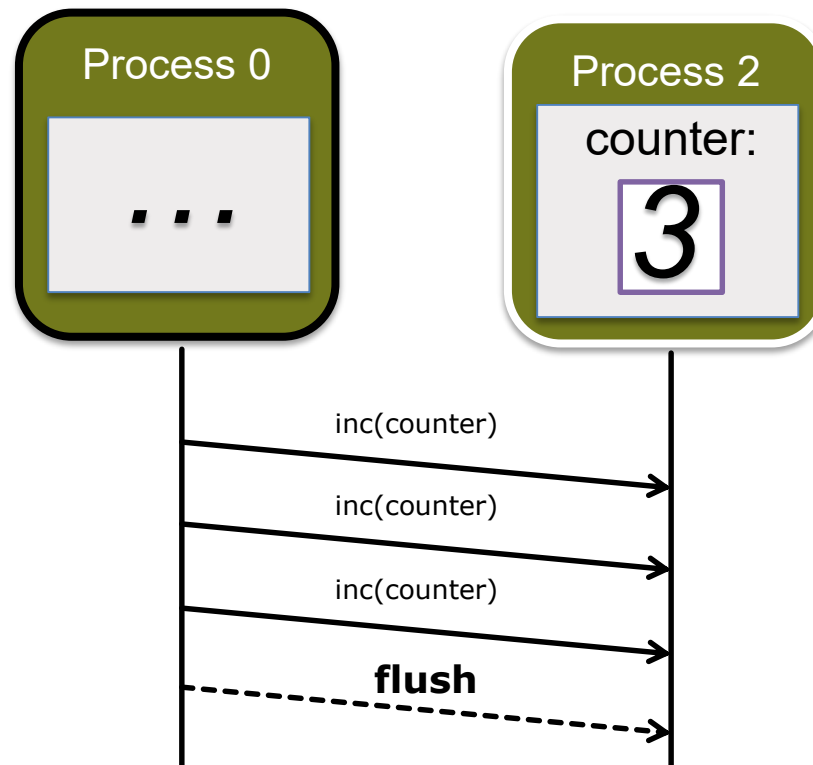 Process 0
...
Process 2
counter:
3
inc(counter)
inc(counter)
inc(counter)
flush